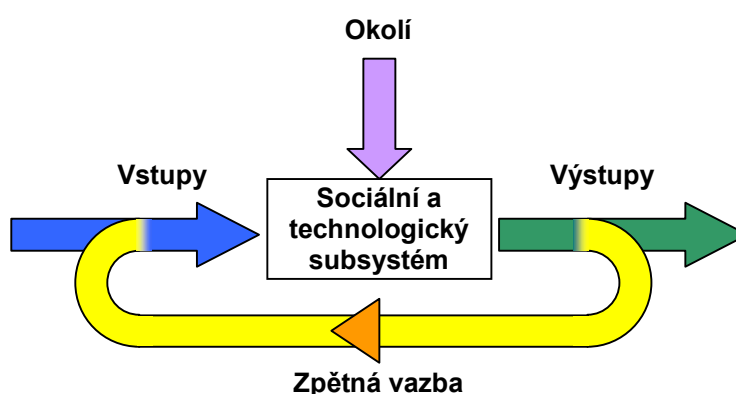 Okolí
Vstupy
Sociální a
technologický
subsystém
Výstupy
Zpětná vazba